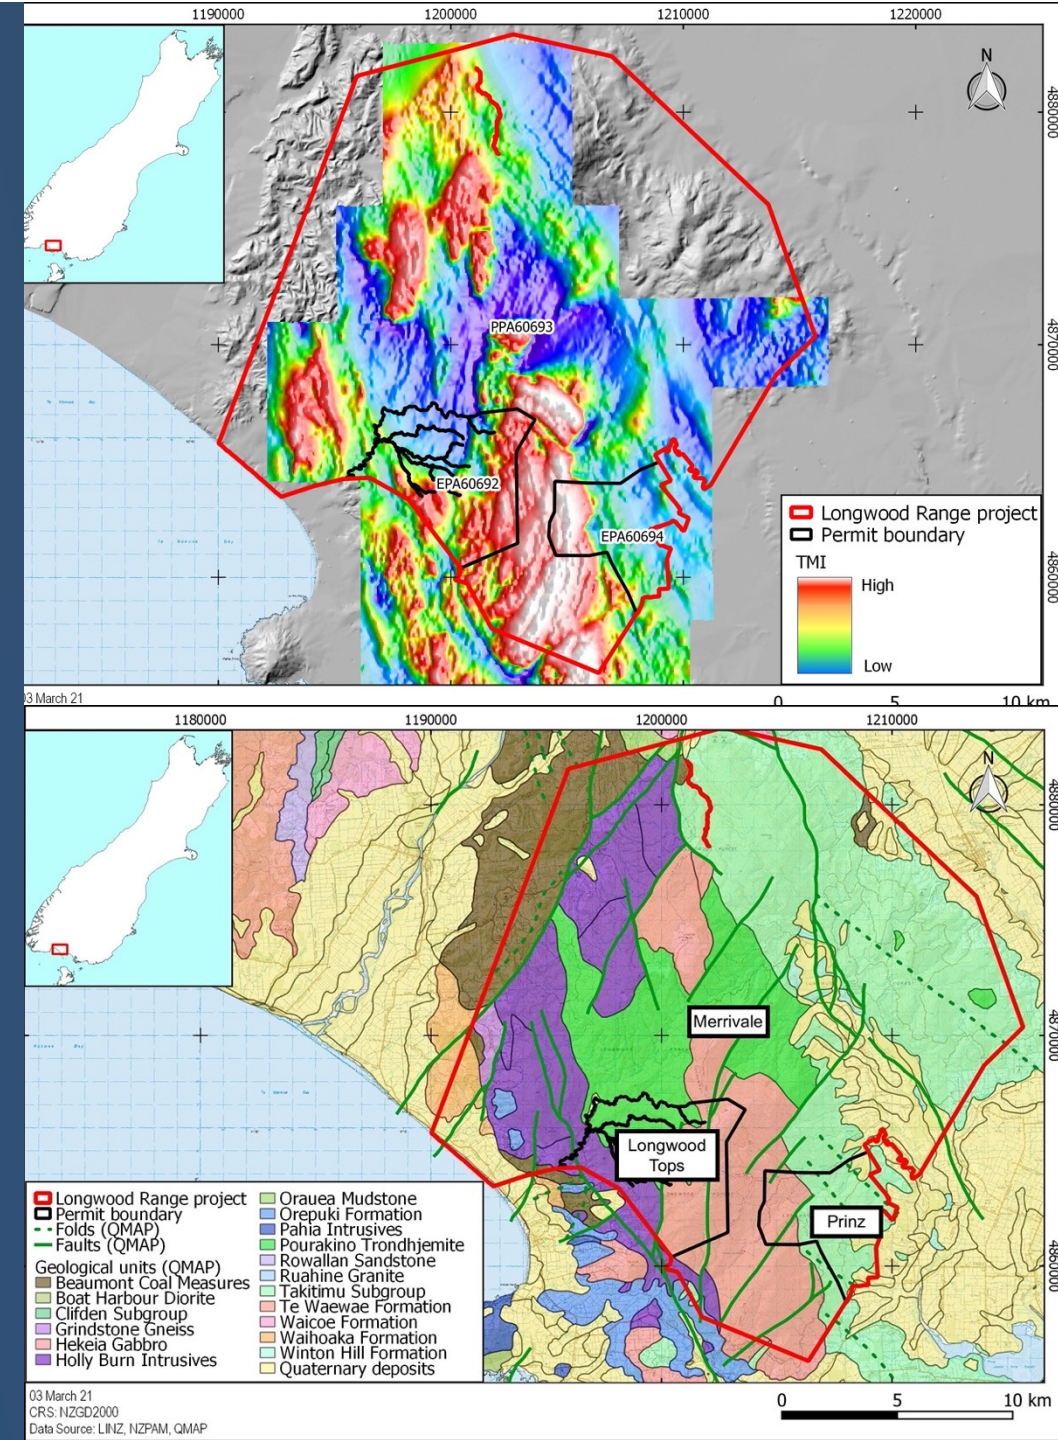 1190000 1200000 1210000 1220000
N
4880000
4870000
PPA60693
EPA60692
EPA60694
4860000
Longwood Range project
Permit boundary
TMI
High
Low
03 March 21
0 5 10 km
1180000 1190000 1200000 1210000
N
4880000
Merrivale
4870000
Longwood
Tops
Prinz
4860000
Longwood Range project
Permit boundary
Folds (QMAP)
Faults (QMAP)
Geological units (QMAP)
Beaumont Coal Measures
Boat Harbour Diorite
Clifden Subgroup
Grindstone Gneiss
Hekeia Gabbro
Holly Burn Intrusives
Orauea Mudstone
Orepuki Formation
Pahia Intrusives
Pourakino Trondhjemite
Rowallan Sandstone
Ruahine Granite
Takitimu Subgroup
Te Waewae Formation
Waicoe Formation
Waihoaka Formation
Winton Hill Formation
Quaternary deposits
03 March 21
CRS: NZGD2000
Data Source: LINZ, NZPAM, QMAP
0 5 10 km